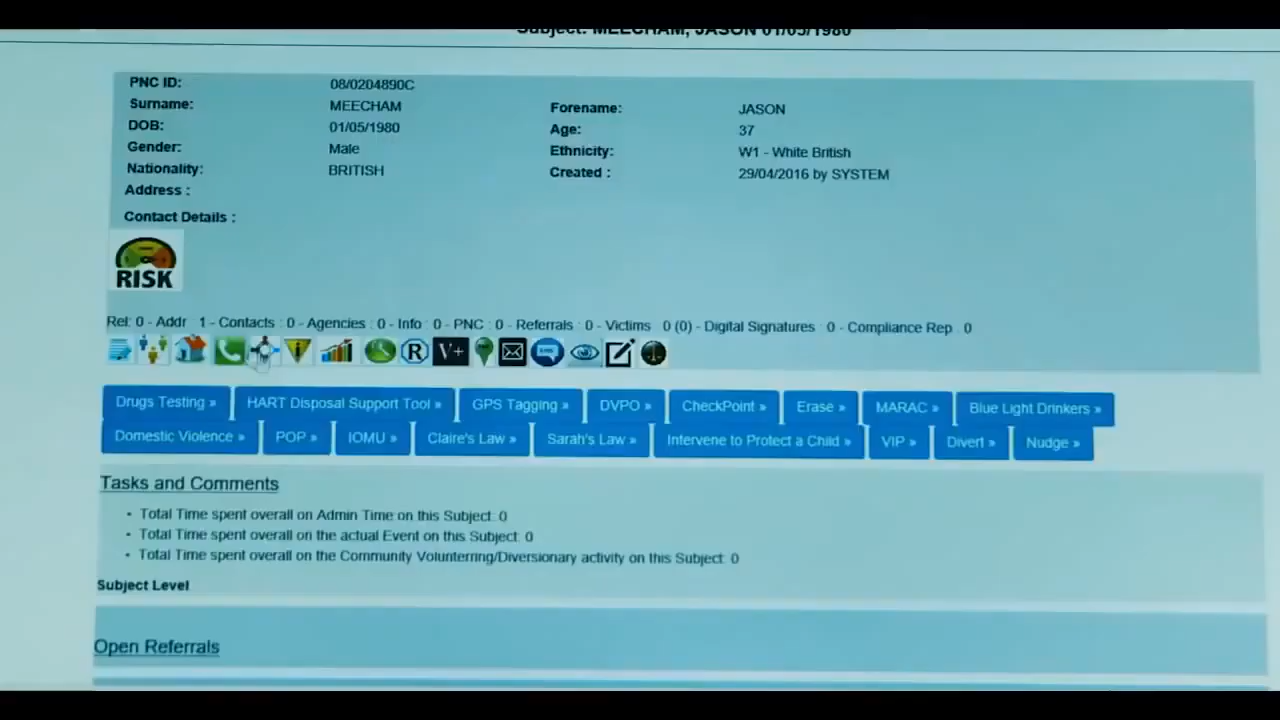 Subject: MEECHAM, JASON 01/05/1980
PNC ID: 08/0204890C
Surname: MEECHAM Forename: JASON
DOB: 01/05/1980 Age: 37
Gender: Male Ethnicity: W1 - White British
Nationality: BRITISH Created : 29/04/2016 by SYSTEM
Address :
Contact Details :
RISK
Rel: 0 - Addr : 1 - Contacts : 0 - Agencies : 0 - Info : 0 - PNC : 0 - Referrals : 0 - Victims : 0 (0) - Digital Signatures : 0 - Compliance Rep : 0
R V+
Drugs Testing » HART Disposal Support Tool » GPS Tagging » DVPO » CheckPoint » Erase » MARAC » Blue Light Drinkers »
Domestic Violence » POP » IOMU » Claire's Law » Sarah's Law » Intervene to Protect a Child » VIP » Divert » Nudge »
Tasks and Comments
• Total Time spent overall on Admin Time on this Subject: 0
• Total Time spent overall on the actual Event on this Subject: 0
• Total Time spent overall on the Community Volunterring/Diversionary activity on this Subject: 0
Subject Level
Open Referrals